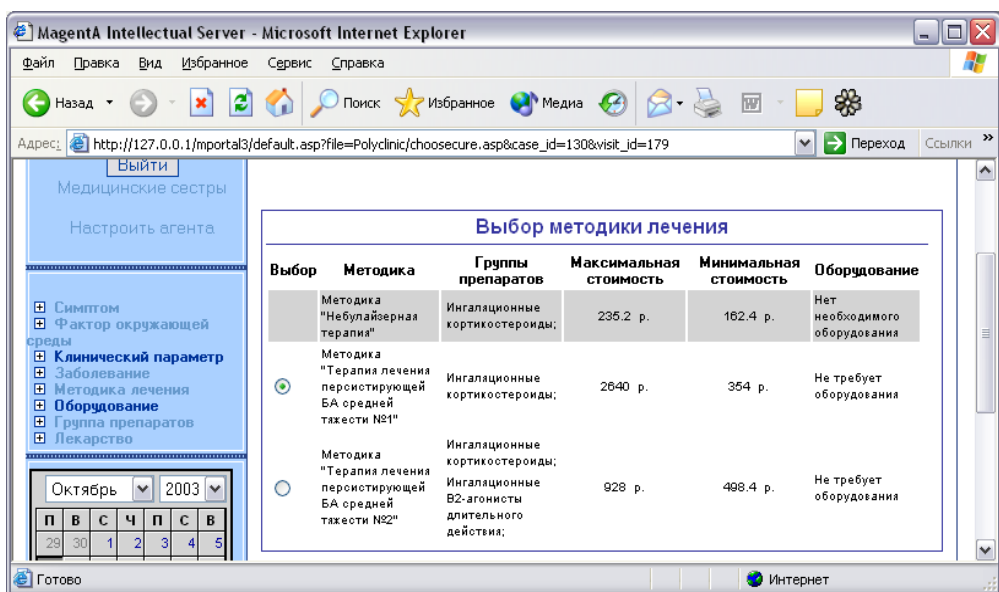 MagentA Intellectual Server - Microsoft Internet Explorer
Файл Правка Вид Избранное Сервис Справка
Назад Поиск Избранное Медиа
Адрес: http://127.0.0.1/mportal3/default.asp?file=Polyclinic/choosecure.asp&case_id=130&visit_id=179 Переход Ссылки »
Выйти
Медицинские сестры
Настроить агента
Симптом
Фактор окружающей
среды
Клинический параметр
Заболевание
Методика лечения
Оборудование
Группа препаратов
Лекарство
Октябрь 2003
П В С Ч П С В
29 30 1 2 3 4 5
Выбор методики лечения
Выбор Методика Группы препаратов Максимальная стоимость Минимальная стоимость Оборудование
Методика
"Небулайзерная
терапия"
Ингаляционные
кортикостероиды;
235.2 р.
162.4 р.
Нет
необходимого
оборудования
Методика
"Терапия лечения
персистирующей
БА средней
тяжести №1"
Ингаляционные
кортикостероиды;
2640 р.
354 р.
Не требует
оборудования
Методика
"Терапия лечения
персистирующей
БА средней
тяжести №2"
Ингаляционные
кортикостероиды;
Ингаляционные
В2-агонисты
длительного
действия;
928 р.
498.4 р.
Не требует
оборудования
Готово
Интернет